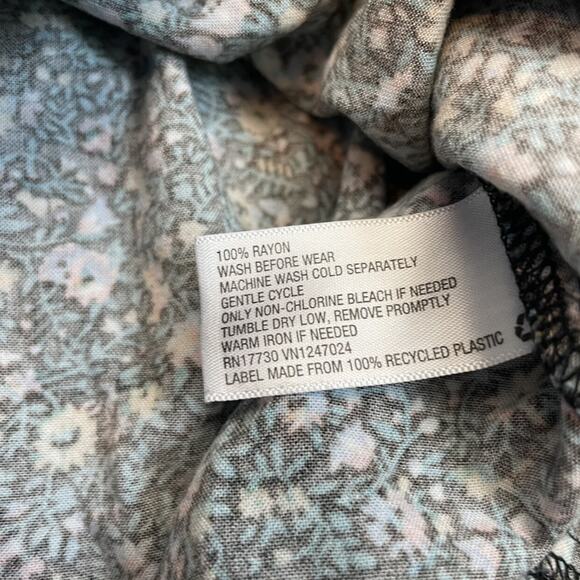 100% RAYON
WASH BEFORE WEAR
MACHINE WASH COLD SEPARATELY
GENTLE CYCLE
ONLY NON-CHLORINE BLEACH IF NEEDED
TUMBLE DRY LOW, REMOVE PROMPTLY
WARM IRON IF NEEDED
RN17730 VN1247024
LABEL MADE FROM 100% RECYCLED PLASTIC